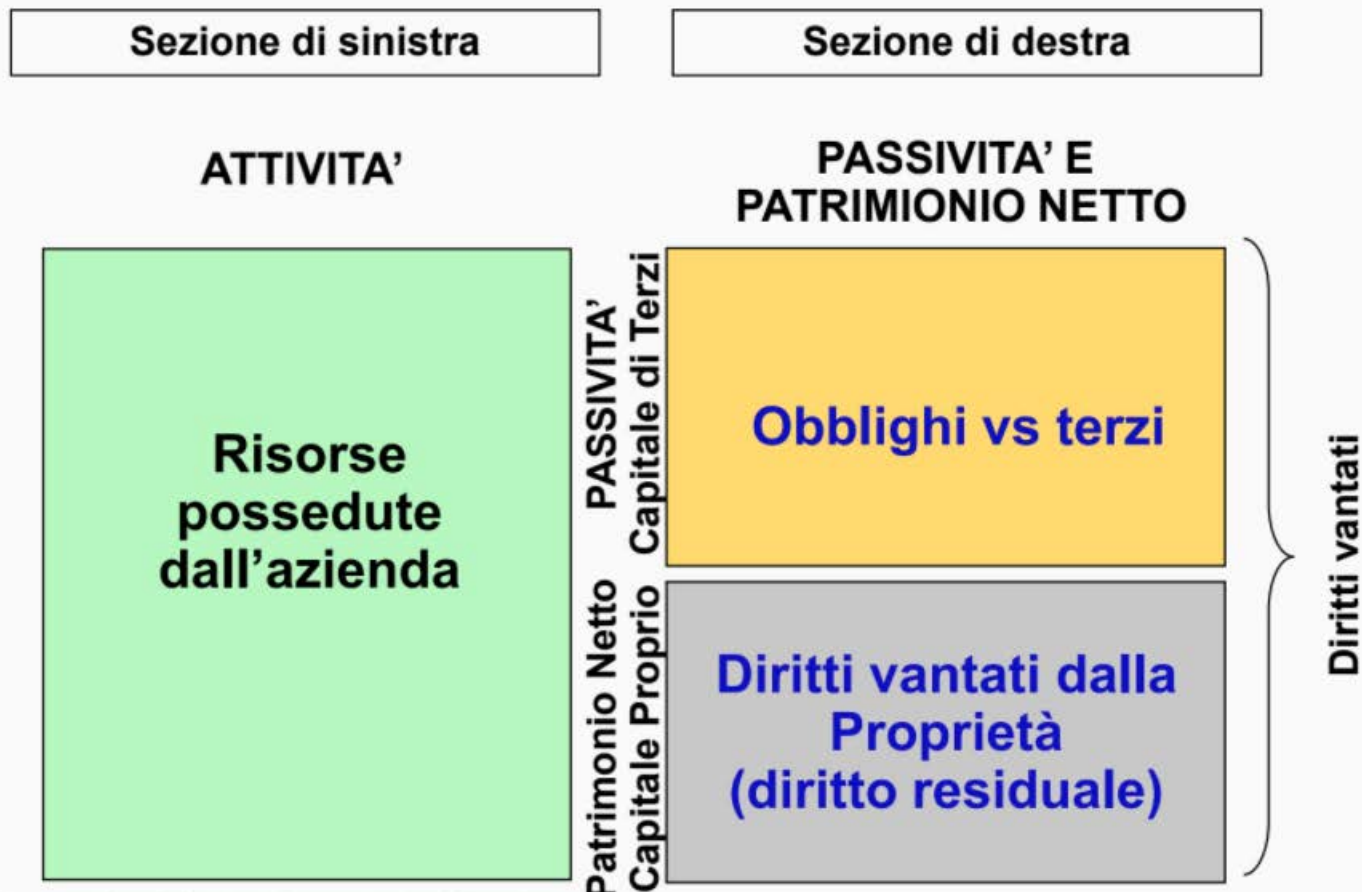 Sezione di sinistra
Sezione di destra
ATTIVITA’
PASSIVITA’ E
PATRIMIONIO NETTO
Risorse
possedute
dall’azienda
PASSIVITA’
Capitale di Terzi
Obblighi vs terzi
Patrimonio Netto
Capitale Proprio
Diritti vantati dalla
Proprietà
(diritto residuale)
Diritti vantati